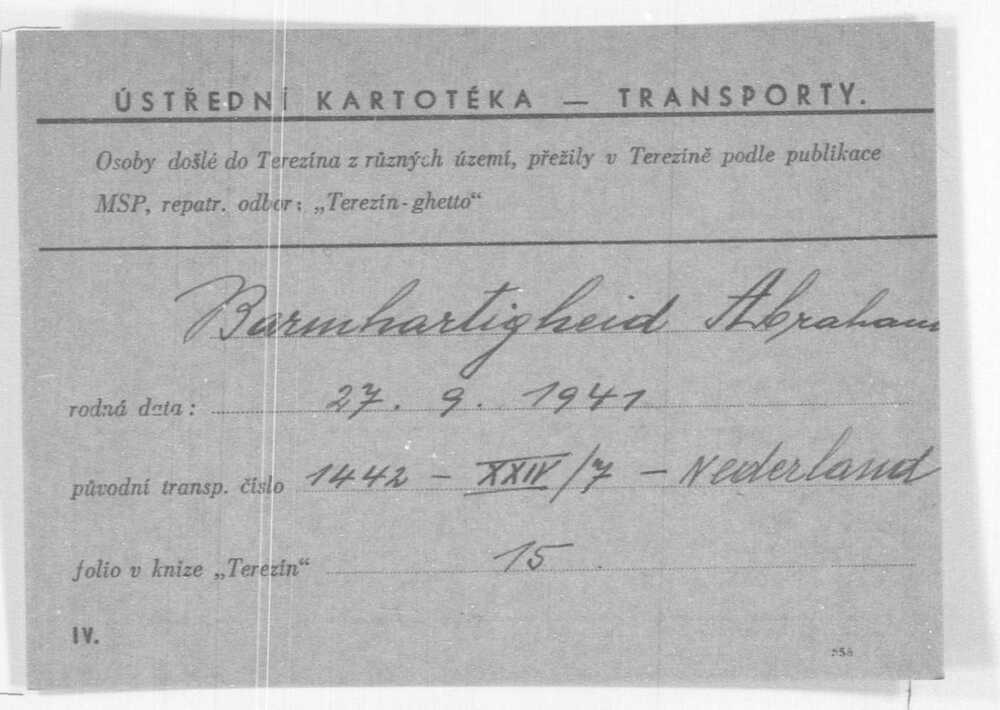 ÚSTŘEDNÍ KARTOTÉKA — TRANSPORTY.
Osoby došlé do Terezína z různých území, přežily v Terezíně podle publikace
MSP, repatr. odbor: „Terezín-ghetto“
Barmhartigheid Abraham
rodná data: 27. 9. 1941
původní transp. číslo 1442 - XXIV/7 - Nederland
folio v knize „Terezín“ 15
IV.